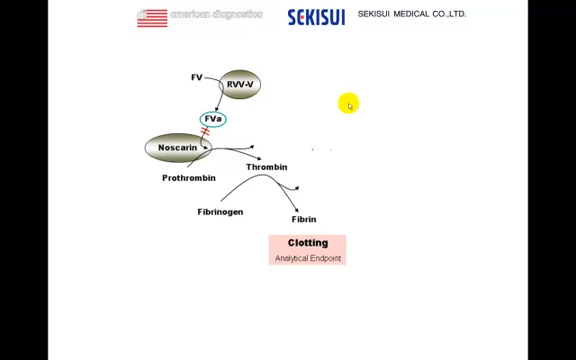 american diagnostica
SEKISUI
SEKISUI MEDICAL CO.,LTD.
FV
RVV-V
FVa
Noscarin
Thrombin
Prothrombin
Fibrinogen
Fibrin
Clotting
Analytical Endpoint